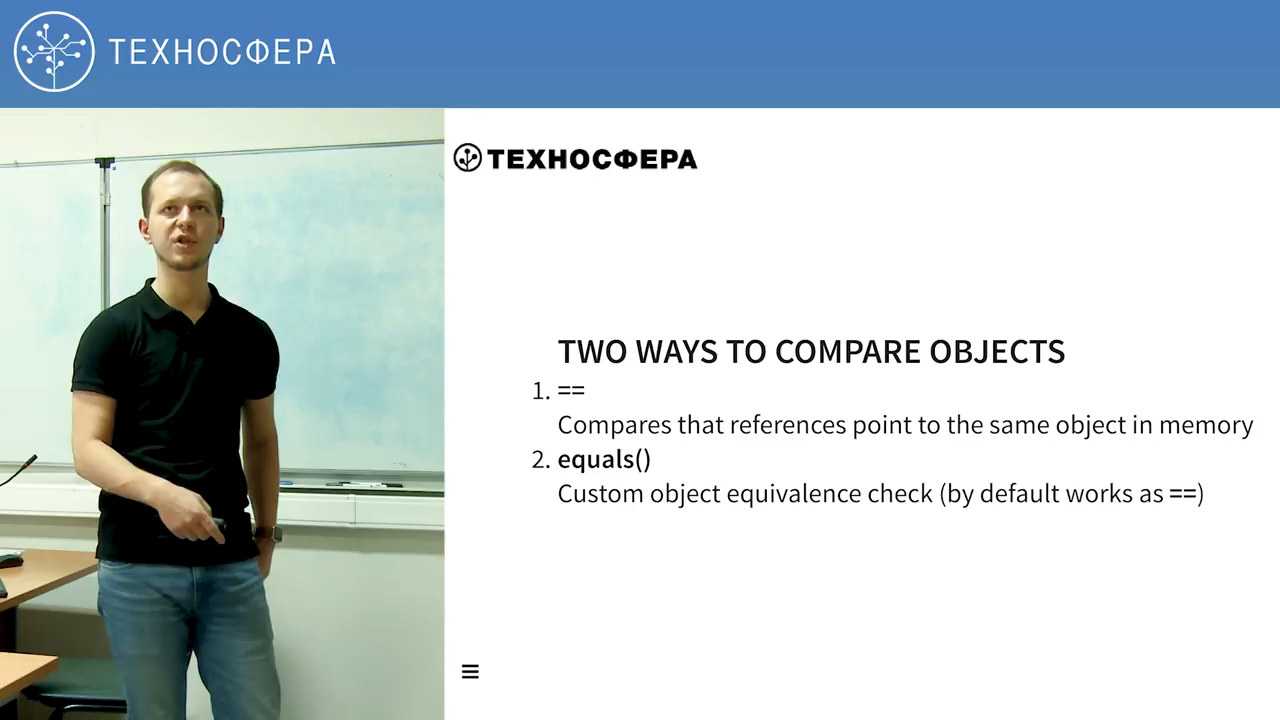 ТЕХНОСФЕРА
ТЕХНОСФЕРА
TWO WAYS TO COMPARE OBJECTS
1. ==
Compares that references point to the same object in memory
2. equals()
Custom object equivalence check (by default works as ==)